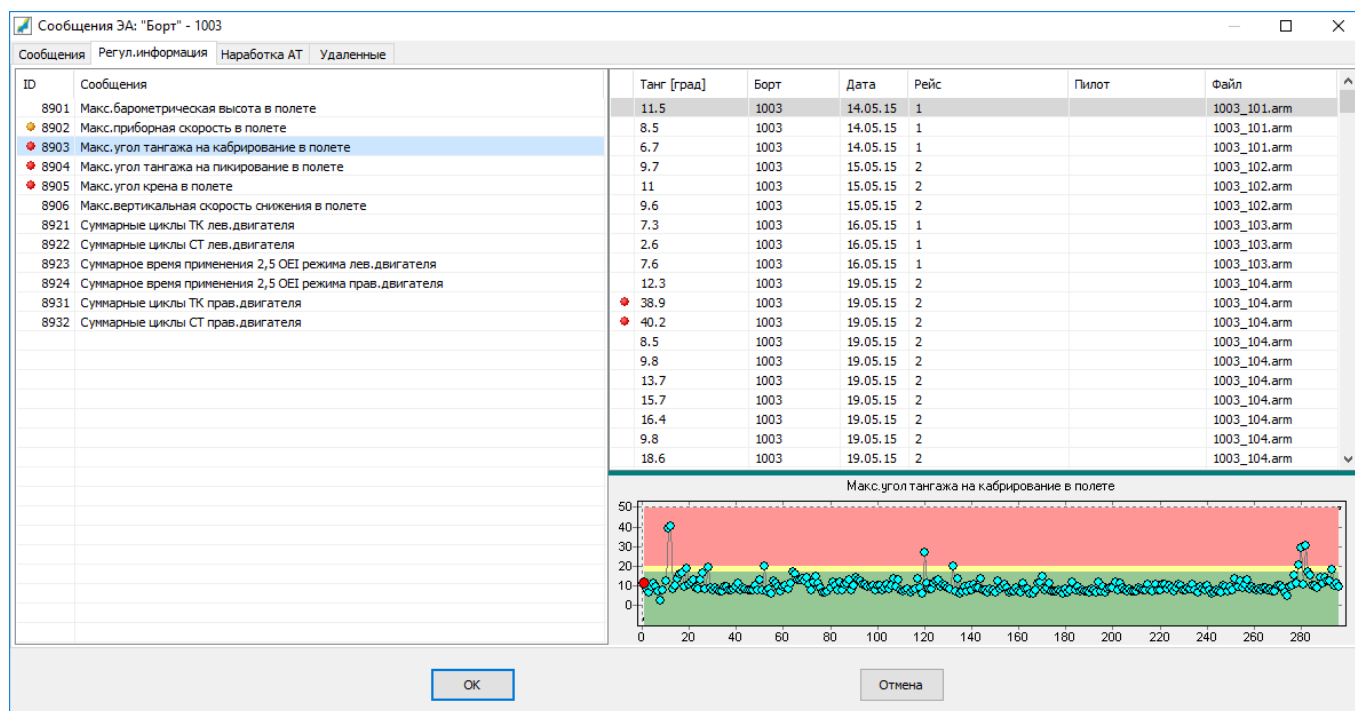 Сообщения ЭА: "Борт" - 1003
Сообщения Регул.информация Наработка АТ Удаленные
ID Сообщения
8901 Макс.барометрическая высота в полете
8902 Макс.приборная скорость в полете
8903 Макс.угол тангажа на кабрирование в полете
8904 Макс.угол тангажа на пикирование в полете
8905 Макс.угол крена в полете
8906 Макс.вертикальная скорость снижения в полете
8921 Суммарные циклы ТК лев.двигателя
8922 Суммарные циклы СТ лев.двигателя
8923 Суммарное время применения 2,5 OEI режима лев.двигателя
8924 Суммарное время применения 2,5 OEI режима прав.двигателя
8931 Суммарные циклы ТК прав.двигателя
8932 Суммарные циклы СТ прав.двигателя
Танг [град] Борт Дата Рейс Пилот Файл
11.5 1003 14.05.15 1 1003_101.arm
8.5 1003 14.05.15 1 1003_101.arm
6.7 1003 14.05.15 1 1003_101.arm
9.7 1003 15.05.15 2 1003_102.arm
11 1003 15.05.15 2 1003_102.arm
9.6 1003 15.05.15 2 1003_102.arm
7.3 1003 16.05.15 1 1003_103.arm
2.6 1003 16.05.15 1 1003_103.arm
7.6 1003 16.05.15 1 1003_103.arm
12.3 1003 19.05.15 2 1003_104.arm
38.9 1003 19.05.15 2 1003_104.arm
40.2 1003 19.05.15 2 1003_104.arm
8.5 1003 19.05.15 2 1003_104.arm
9.8 1003 19.05.15 2 1003_104.arm
13.7 1003 19.05.15 2 1003_104.arm
15.7 1003 19.05.15 2 1003_104.arm
16.4 1003 19.05.15 2 1003_104.arm
9.8 1003 19.05.15 2 1003_104.arm
18.6 1003 19.05.15 2 1003_104.arm
Макс.угол тангажа на кабрирование в полете
50
40
30
20
10
0
0 20 40 60 80 100 120 140 160 180 200 220 240 260 280
OK Отмена